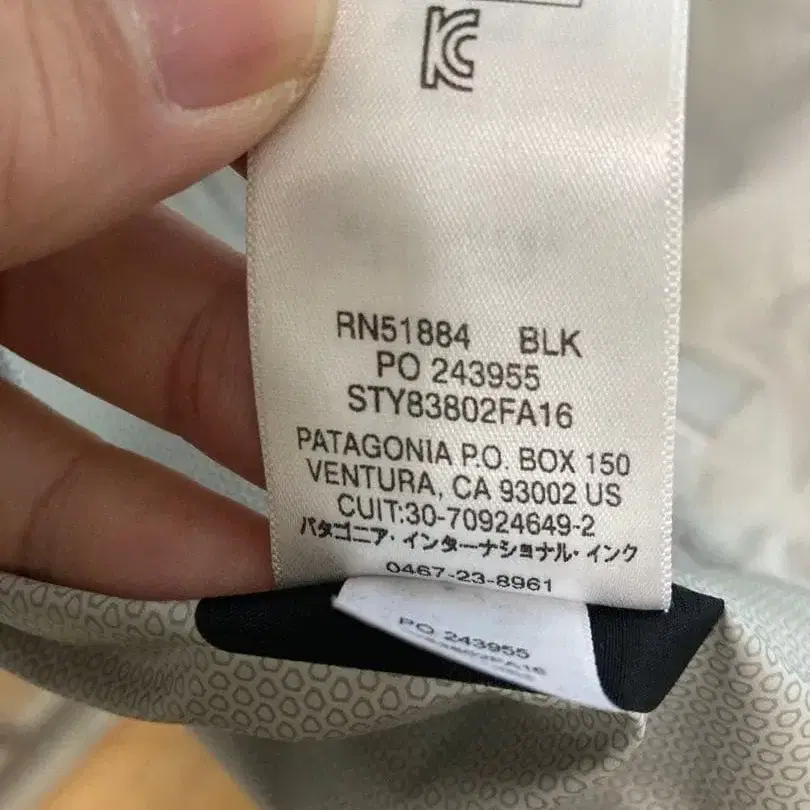 RN51884 BLK
PO 243955
STY83802FA16
PATAGONIA P.O. BOX 150
VENTURA, CA 93002 US
CUIT:30-70924649-2
パタゴニア・インターナショナル・インク
0467-23-8961
PO 243955